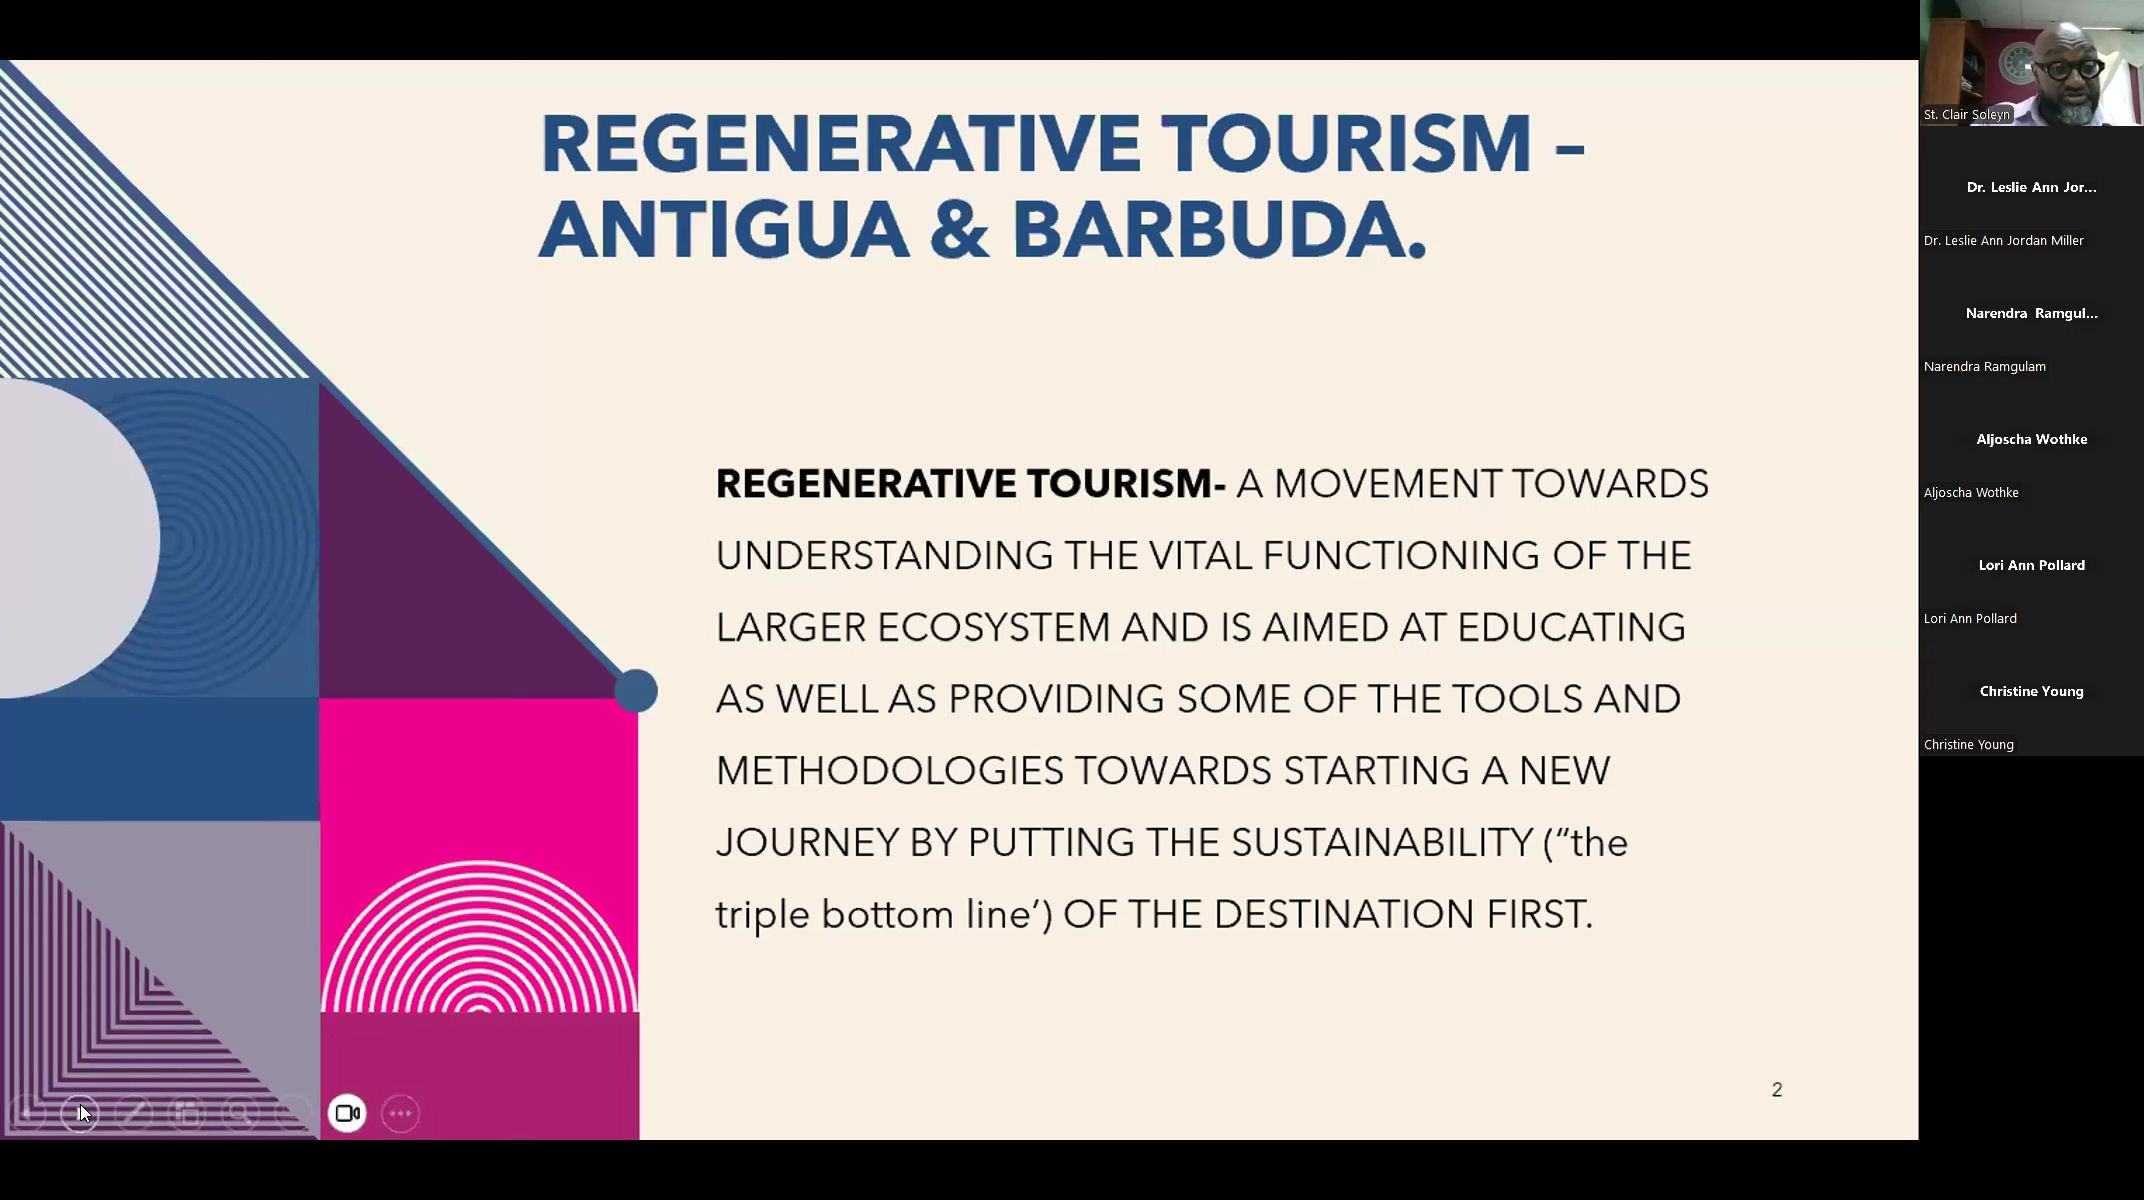 REGENERATIVE TOURISM –
ANTIGUA & BARBUDA.
REGENERATIVE TOURISM- A MOVEMENT TOWARDS
UNDERSTANDING THE VITAL FUNCTIONING OF THE
LARGER ECOSYSTEM AND IS AIMED AT EDUCATING
AS WELL AS PROVIDING SOME OF THE TOOLS AND
METHODOLOGIES TOWARDS STARTING A NEW
JOURNEY BY PUTTING THE SUSTAINABILITY (“the
triple bottom line’) OF THE DESTINATION FIRST.
2
St. Clair Soleyn
Dr. Leslie Ann Jor...
Dr. Leslie Ann Jordan Miller
Narendra Ramgul...
Narendra Ramgulam
Aljoscha Wothke
Aljoscha Wothke
Lori Ann Pollard
Lori Ann Pollard
Christine Young
Christine Young